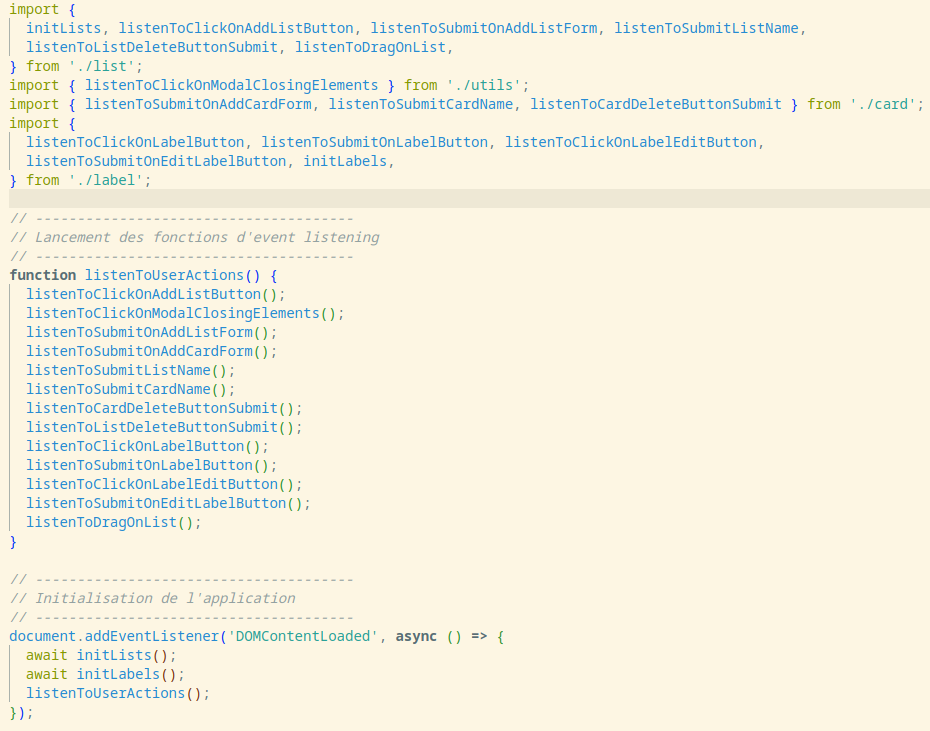 import {
  initLists, listenToClickOnAddListButton, listenToSubmitOnAddListForm, listenToSubmitListName,
  listenToListDeleteButtonSubmit, listenToDragOnList,
} from './list';
import { listenToClickOnModalClosingElements } from './utils';
import { listenToSubmitOnAddCardForm, listenToSubmitCardName, listenToCardDeleteButtonSubmit } from './card';
import {
  listenToClickOnLabelButton, listenToSubmitOnLabelButton, listenToClickOnLabelEditButton,
  listenToSubmitOnEditLabelButton, initLabels,
} from './label';

// --------------------------------------
// Lancement des fonctions d'event listening
// --------------------------------------
function listenToUserActions() {
  listenToClickOnAddListButton();
  listenToClickOnModalClosingElements();
  listenToSubmitOnAddListForm();
  listenToSubmitOnAddCardForm();
  listenToSubmitListName();
  listenToSubmitCardName();
  listenToCardDeleteButtonSubmit();
  listenToListDeleteButtonSubmit();
  listenToClickOnLabelButton();
  listenToSubmitOnLabelButton();
  listenToClickOnLabelEditButton();
  listenToSubmitOnEditLabelButton();
  listenToDragOnList();
}

// --------------------------------------
// Initialisation de l'application
// --------------------------------------
document.addEventListener('DOMContentLoaded', async () => {
  await initLists();
  await initLabels();
  listenToUserActions();
});